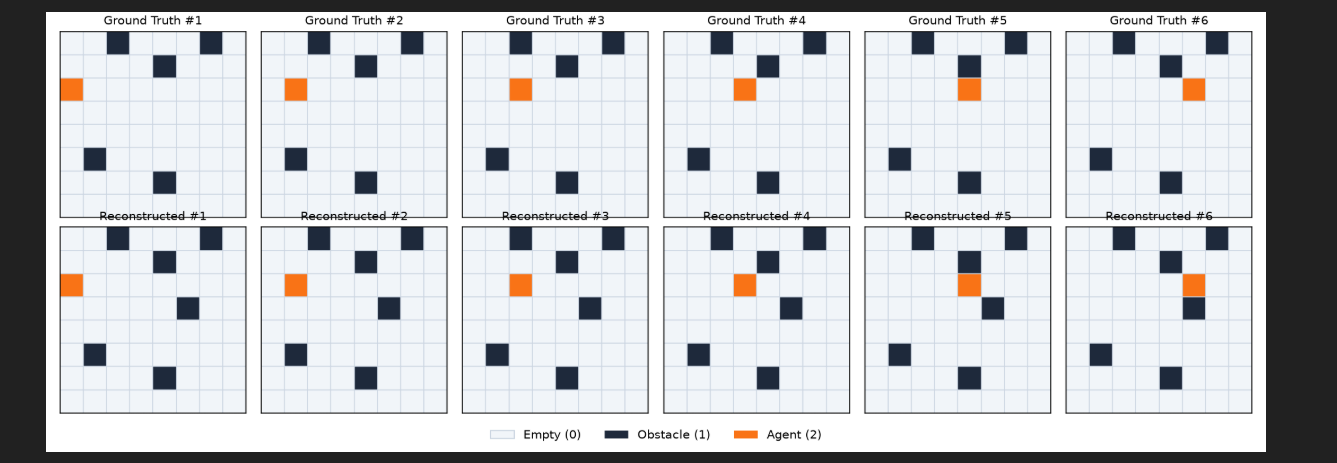 Ground Truth #1 Ground Truth #2 Ground Truth #3 Ground Truth #4 Ground Truth #5 Ground Truth #6
Reconstructed #1 Reconstructed #2 Reconstructed #3 Reconstructed #4 Reconstructed #5 Reconstructed #6
Empty (0) Obstacle (1) Agent (2)